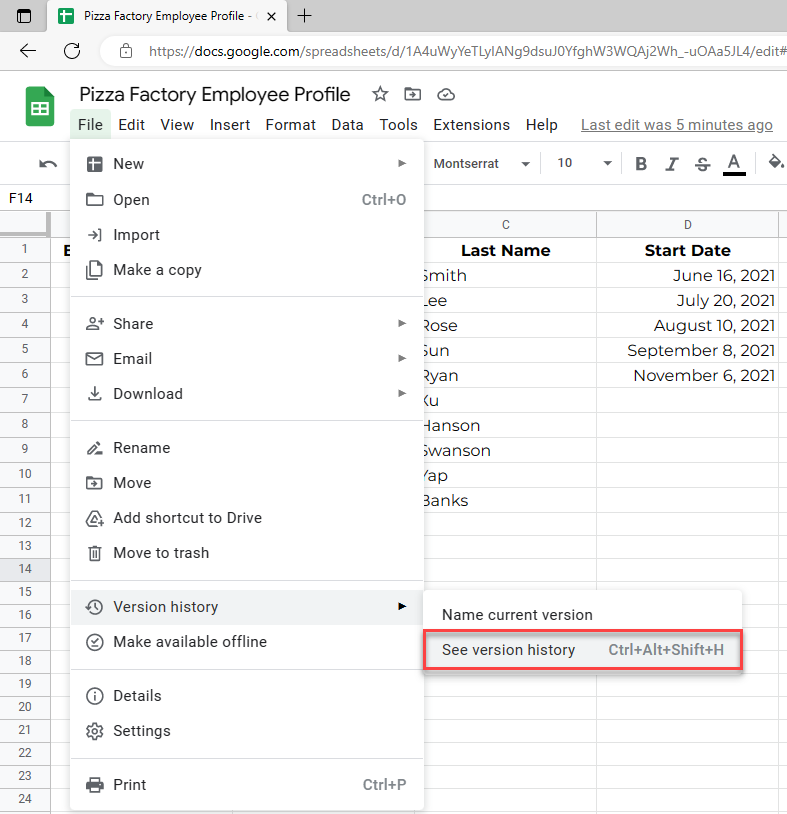 Pizza Factory Employee Profile -
https://docs.google.com/spreadsheets/d/1A4uWyYeTLyIANg9dsuJ0YfghW3WQAj2Wh_-uOAa5JL4/edit#
Pizza Factory Employee Profile
File Edit View Insert Format Data Tools Extensions Help Last edit was 5 minutes ago
New
Montserrat 10 B I S A
F14
Open Ctrl+O
C D
Import
1 Last Name Start Date
Make a copy
2 Smith June 16, 2021
3 Lee July 20, 2021
Share
4 Rose August 10, 2021
Email
5 Sun September 8, 2021
6 Ryan November 6, 2021
Download
7 Xu
8 Hanson
Rename
9 Swanson
Move
10 Yap
11 Banks
Add shortcut to Drive
12
13
Move to trash
14
15
Version history
Name current version
16
17
Make available offline
See version history Ctrl+Alt+Shift+H
18
19
Details
20
21
Settings
22
23
Print Ctrl+P
24